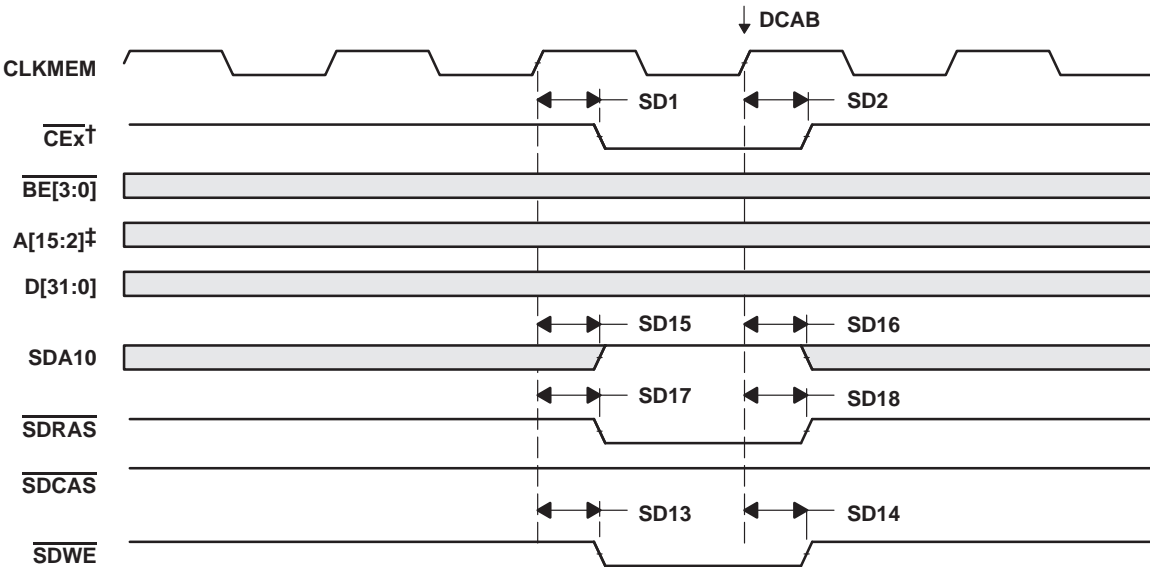 DCAB
CLKMEM
SD1 SD2
CEx†
BE[3:0]
A[15:2]‡
D[31:0]
SD15 SD16
SDA10
SD17 SD18
SDRAS
SDCAS
SD13 SD14
SDWE